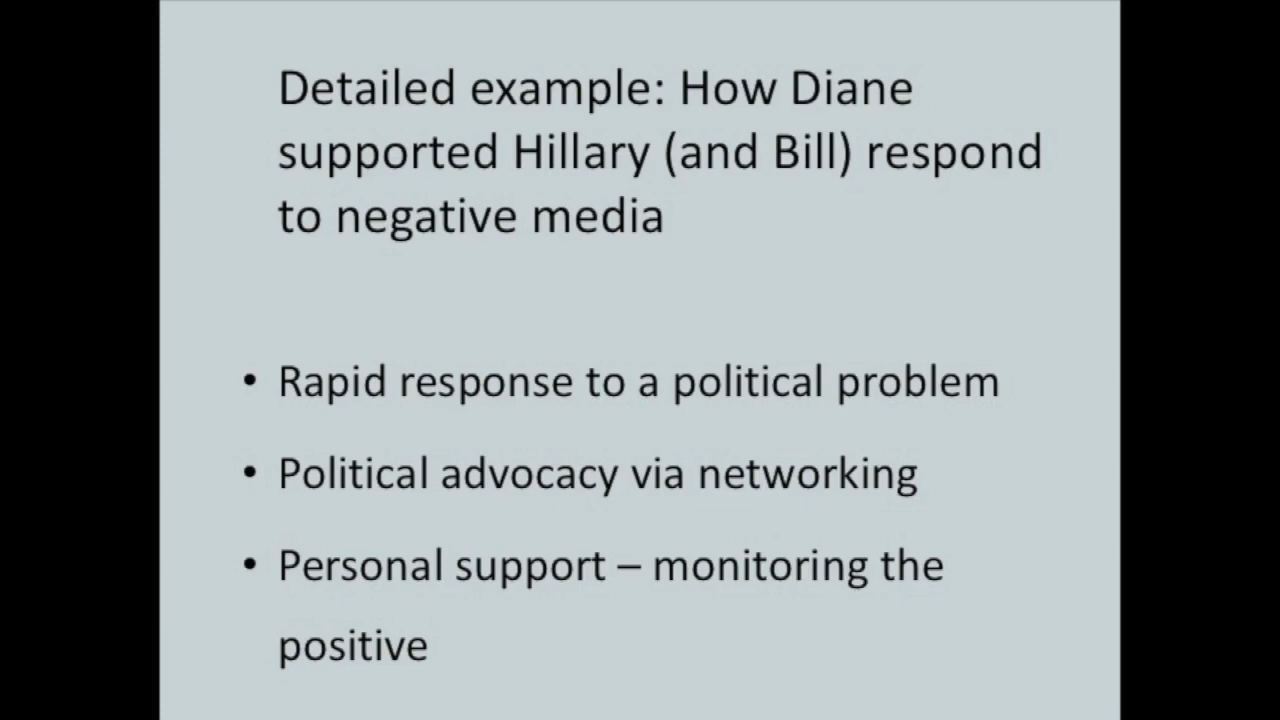 Detailed example: How Diane
supported Hillary (and Bill) respond
to negative media
• Rapid response to a political problem
• Political advocacy via networking
• Personal support – monitoring the
positive